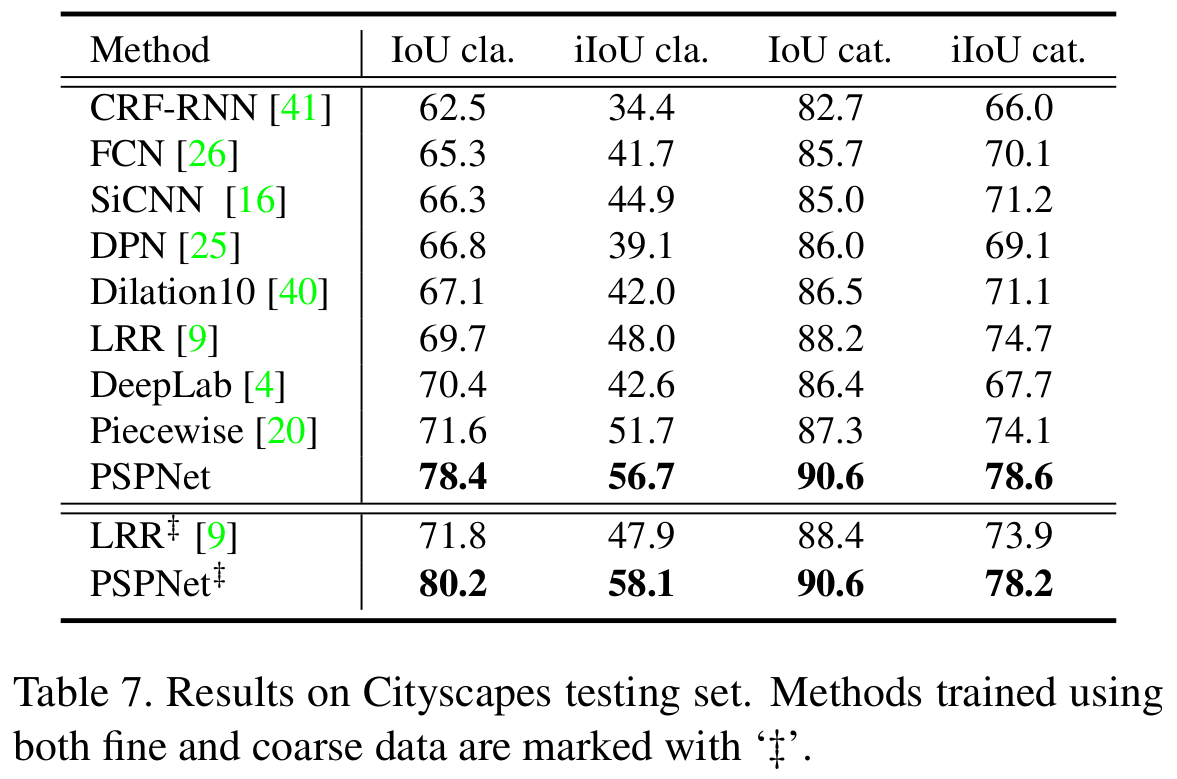 Method IoU cla. iIoU cla. IoU cat. iIoU cat.
CRF-RNN [41] 62.5 34.4 82.7 66.0
FCN [26] 65.3 41.7 85.7 70.1
SiCNN [16] 66.3 44.9 85.0 71.2
DPN [25] 66.8 39.1 86.0 69.1
Dilation10 [40] 67.1 42.0 86.5 71.1
LRR [9] 69.7 48.0 88.2 74.7
DeepLab [4] 70.4 42.6 86.4 67.7
Piecewise [20] 71.6 51.7 87.3 74.1
PSPNet 78.4 56.7 90.6 78.6
LRR‡ [9] 71.8 47.9 88.4 73.9
PSPNet‡ 80.2 58.1 90.6 78.2
Table 7. Results on Cityscapes testing set. Methods trained using
both fine and coarse data are marked with ‘‡’.